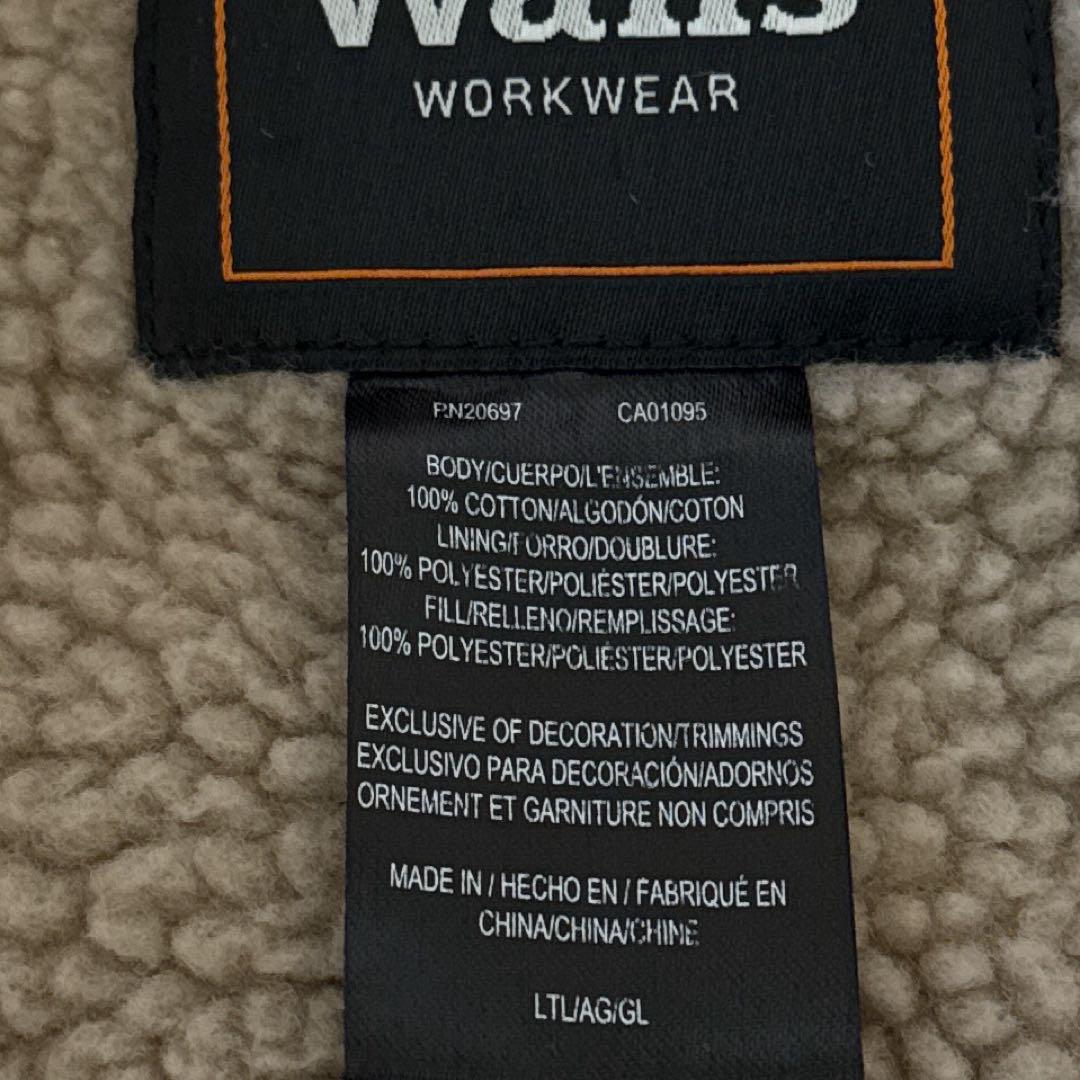 Walls
WORKWEAR
RN20697 CA01095
BODY/CUERPO/L'ENSEMBLE:
100% COTTON/ALGODÓN/COTON
LINING/FORRO/DOUBLURE:
100% POLYESTER/POLIÉSTER/POLYESTER
FILL/RELLENO/REMPLISSAGE:
100% POLYESTER/POLIÉSTER/POLYESTER
EXCLUSIVE OF DECORATION/TRIMMINGS
EXCLUSIVO PARA DECORACIÓN/ADORNOS
ORNEMENT ET GARNITURE NON COMPRIS
MADE IN / HECHO EN / FABRIQUÉ EN
CHINA/CHINA/CHINE
LTL/AG/GL